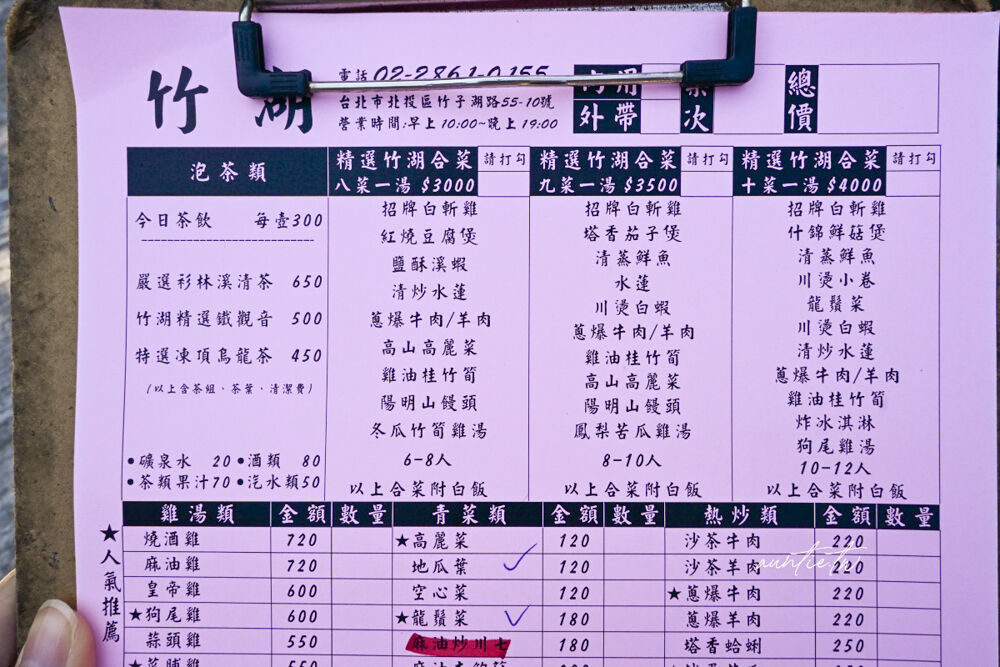 竹湖
電話 02-2861-0155
台北市北投區竹子湖路55-10號
營業時間:早上10:00~晚上19:00
內用
外帶
桌次
總價
泡茶類
今日茶飲 每壺300
嚴選衫林溪清茶 650
竹湖精選鐵觀音 500
特選凍頂烏龍茶 450
(以上含茶組、茶葉、清潔費)
•礦泉水 20 •酒類 80
•茶類果汁70 •汽水類50
精選竹湖合菜 請打勾
八菜一湯 $3000
招牌白斬雞
紅燒豆腐煲
鹽酥溪蝦
清炒水蓮
蔥爆牛肉/羊肉
高山高麗菜
雞油桂竹筍
陽明山饅頭
冬瓜竹筍雞湯
6-8人
以上合菜附白飯
精選竹湖合菜 請打勾
九菜一湯 $3500
招牌白斬雞
塔香茄子煲
清蒸鮮魚
水蓮
川燙白蝦
蔥爆牛肉/羊肉
雞油桂竹筍
高山高麗菜
陽明山饅頭
鳳梨苦瓜雞湯
8-10人
以上合菜附白飯
精選竹湖合菜 請打勾
十菜一湯 $4000
招牌白斬雞
什錦鮮菇煲
清蒸鮮魚
川燙小卷
龍鬚菜
川燙白蝦
清炒水蓮
蔥爆牛肉/羊肉
雞油桂竹筍
炸冰淇淋
狗尾雞湯
10-12人
以上合菜附白飯
★人氣推薦
雞湯類 金額 數量
燒酒雞 720
麻油雞 720
皇帝雞 600
★狗尾雞 600
蒜頭雞 550
★菜脯雞 550
青菜類 金額 數量
★高麗菜 120
地瓜葉 120
空心菜 120
★龍鬚菜 180
麻油炒川七 180
熱炒類 金額 數量
沙茶牛肉 220
沙茶羊肉 220
★蔥爆牛肉 220
蔥爆羊肉 220
塔香蛤蜊 250
auntie.tw